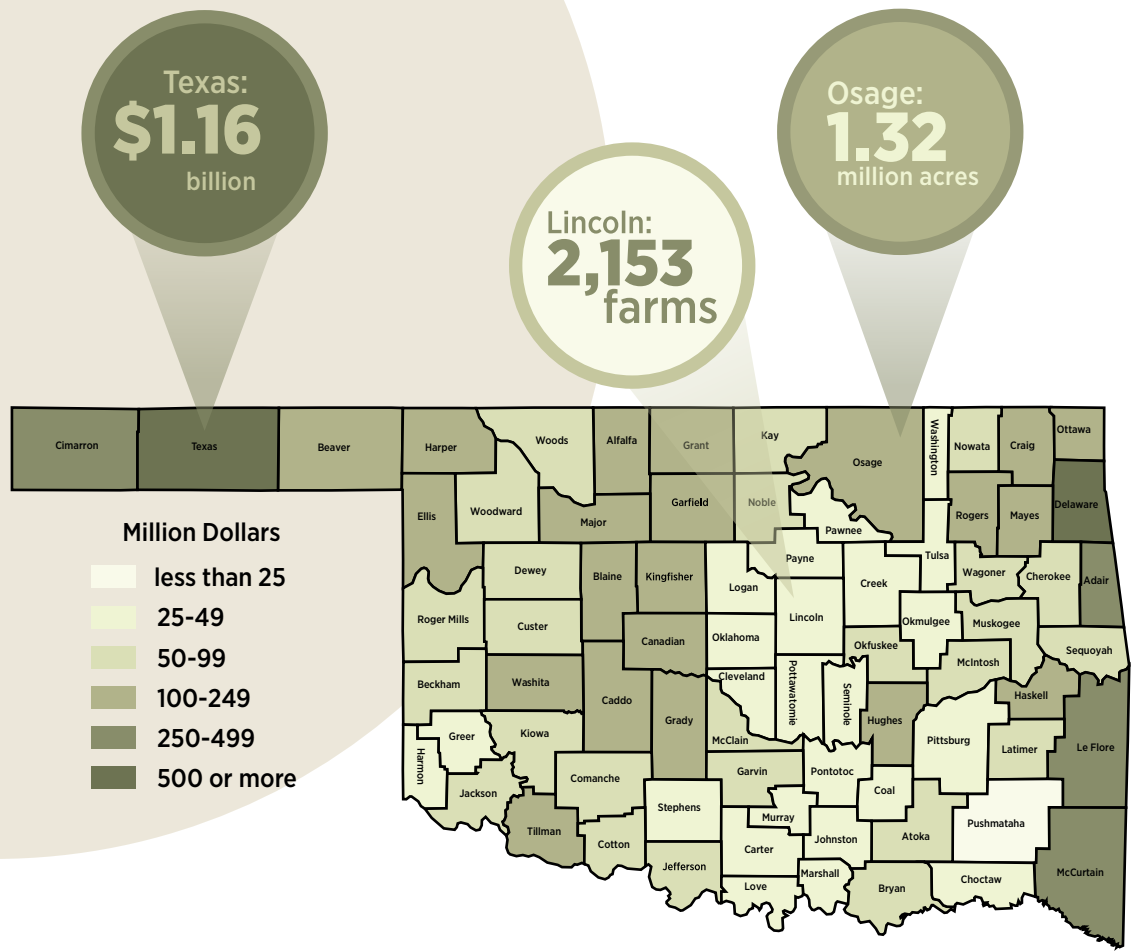 Texas:
$1.16
billion
Osage:
1.32
million acres
Lincoln:
2,153
farms
Cimarron
Texas
Beaver
Harper
Woods
Alfalfa
Grant
Kay
Osage
Washington
Nowata
Craig
Ottawa
Ellis
Woodward
Major
Garfield
Noble
Pawnee
Rogers
Mayes
Delaware
Million Dollars
less than 25
25-49
50-99
100-249
250-499
500 or more
Dewey
Blaine
Kingfisher
Logan
Payne
Creek
Tulsa
Wagoner
Cherokee
Adair
Roger Mills
Custer
Canadian
Oklahoma
Lincoln
Okfuskee
Okmulgee
Muskogee
McIntosh
Sequoyah
Beckham
Washita
Caddo
Grady
Cleveland
McClain
Pottawatomie
Seminole
Hughes
Haskell
Pittsburg
Latimer
Le Flore
Harmon
Greer
Kiowa
Jackson
Comanche
Garvin
Pontotoc
Coal
Tillman
Cotton
Stephens
Murray
Johnston
Atoka
Pushmataha
Jefferson
Carter
Love
Marshall
Bryan
Choctaw
McCurtain